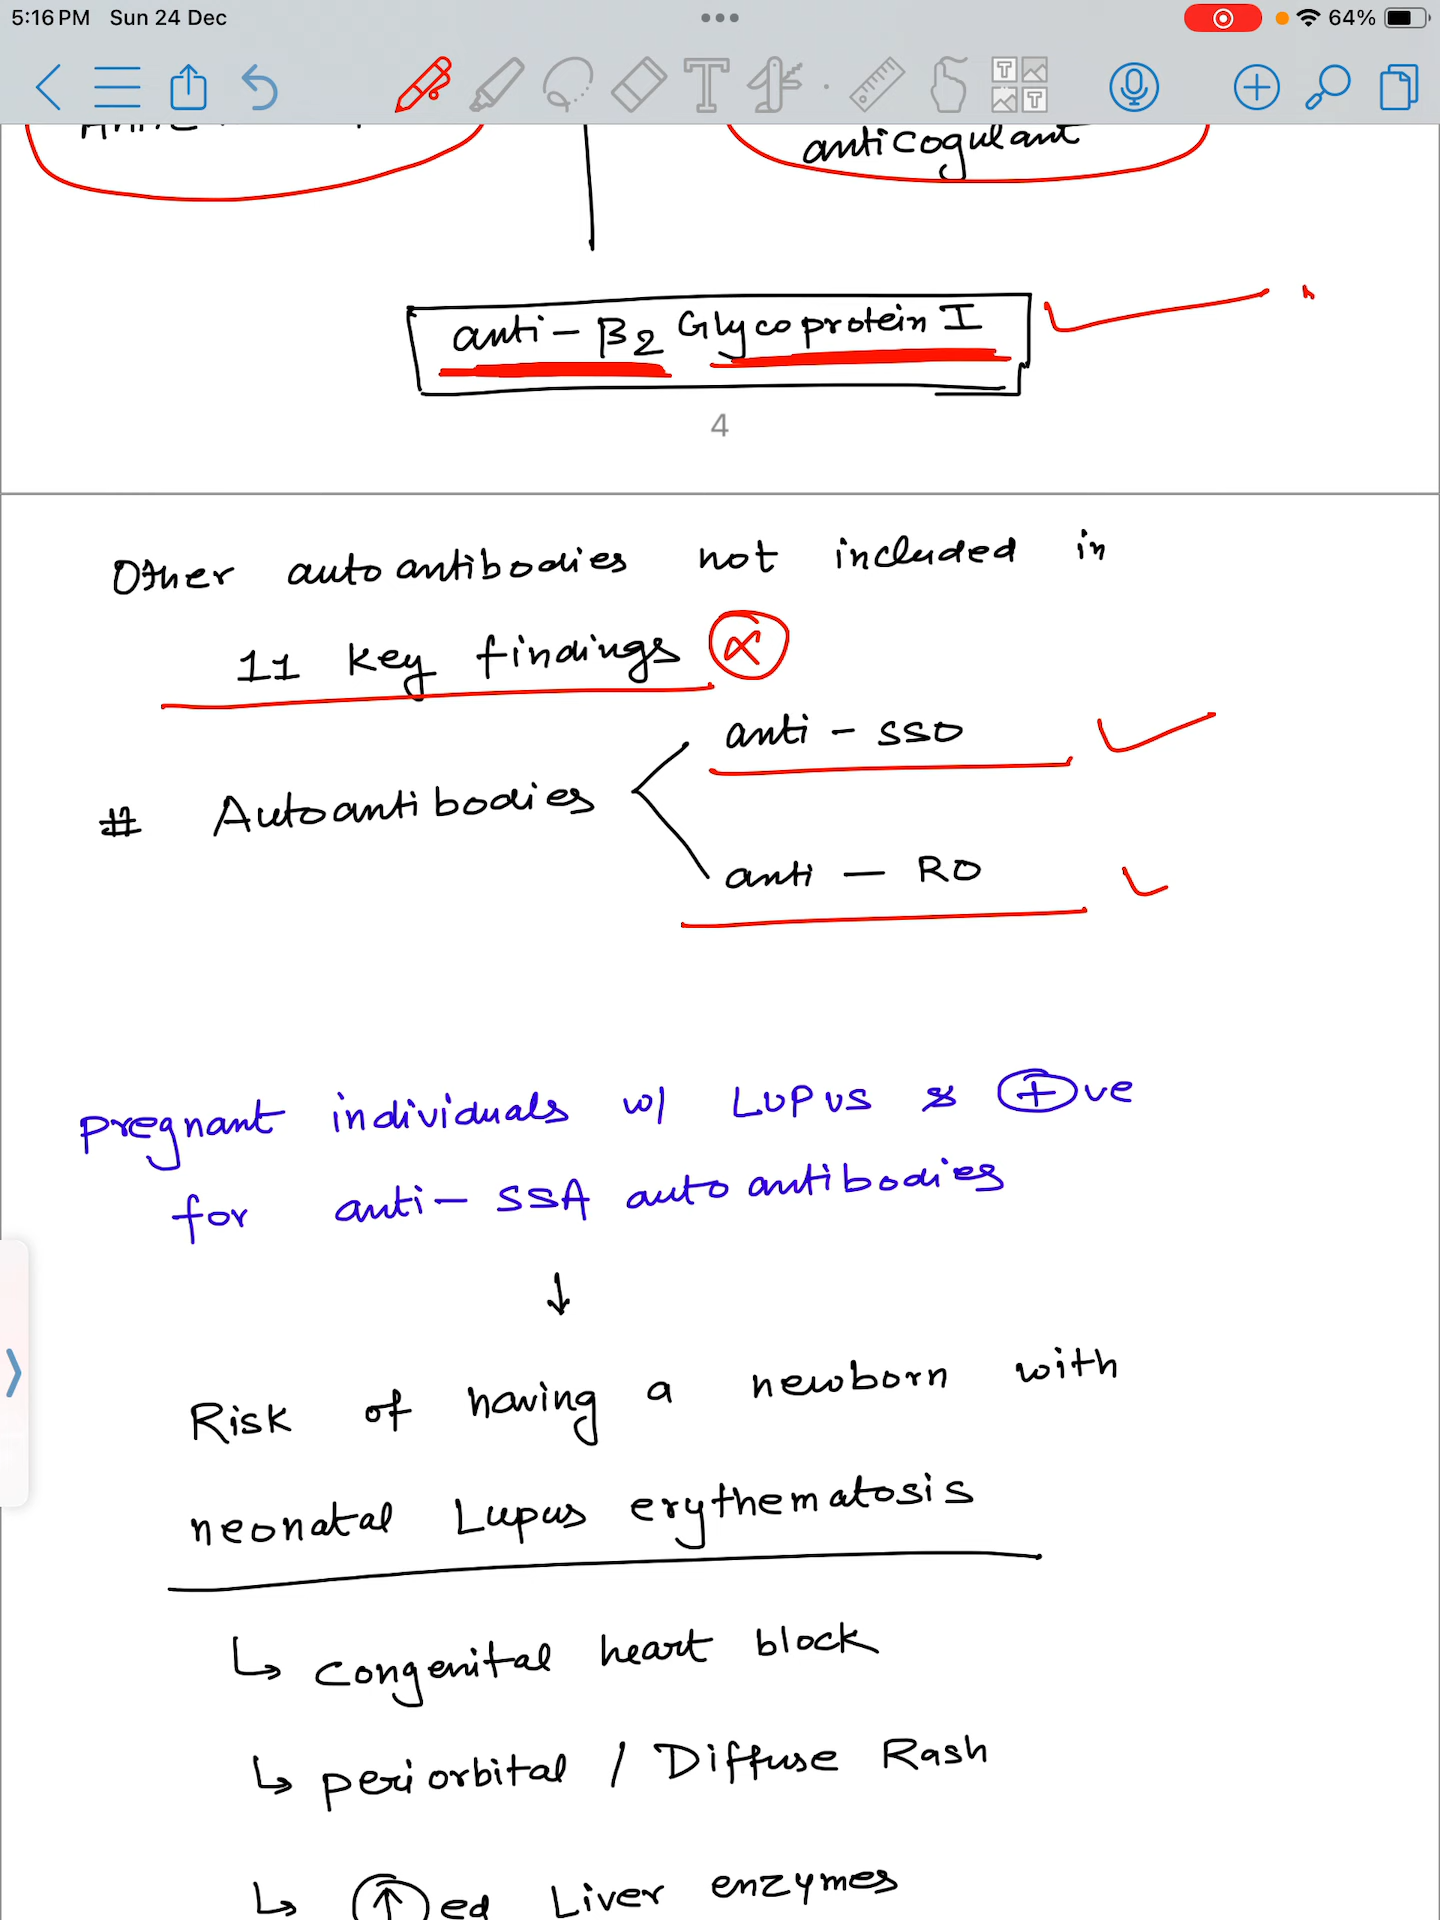 5:16 PM Sun 24 Dec
64%
anticogulant
anti - β2 Glycoprotein I
4
Other autoantibodies not included in
11 key findings
# Autoantibodies
anti - SSO
anti - RO
pregnant individuals w/ LUPUS & +ve
for anti - SSA autoantibodies
↓
Risk of having a newborn with
neonatal Lupus erythematosis
↳ congenital heart block
↳ periorbital / Diffuse Rash
↳ ↑ed Liver enzymes